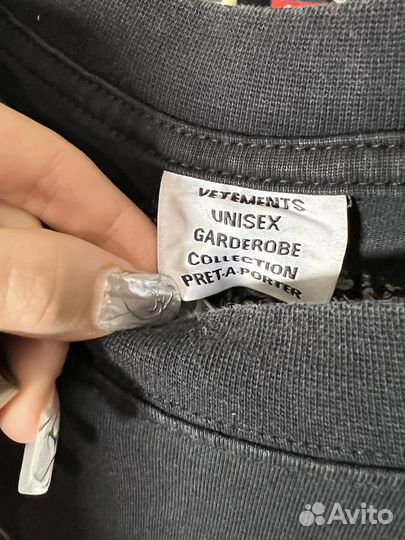 VETEMENTS
UNISEX
GARDEROBE
COLLECTION
PRET-A-PORTER
Avito